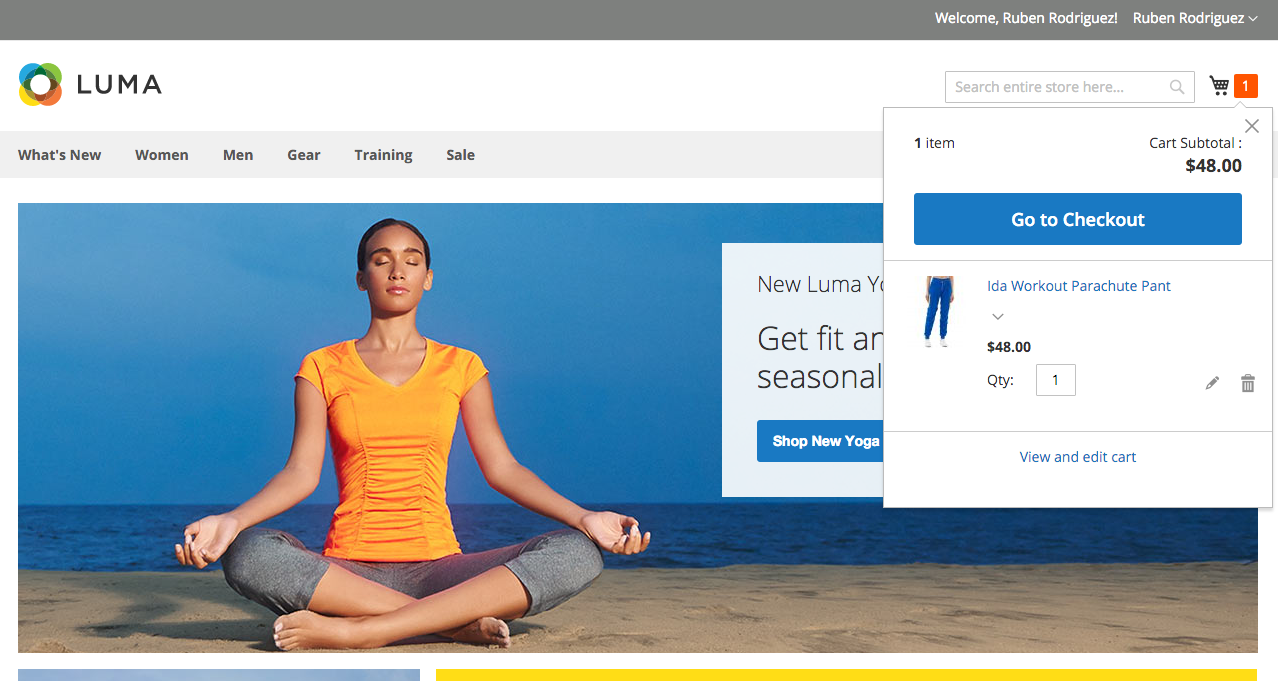 Welcome, Ruben Rodriguez! Ruben Rodriguez
LUMA
Search entire store here...
1
What's New Women Men Gear Training Sale
1 item
Cart Subtotal :
$48.00
Go to Checkout
Ida Workout Parachute Pant
$48.00
Qty: 1
View and edit cart
New Luma
Get fit
seasonal
Shop New Yoga